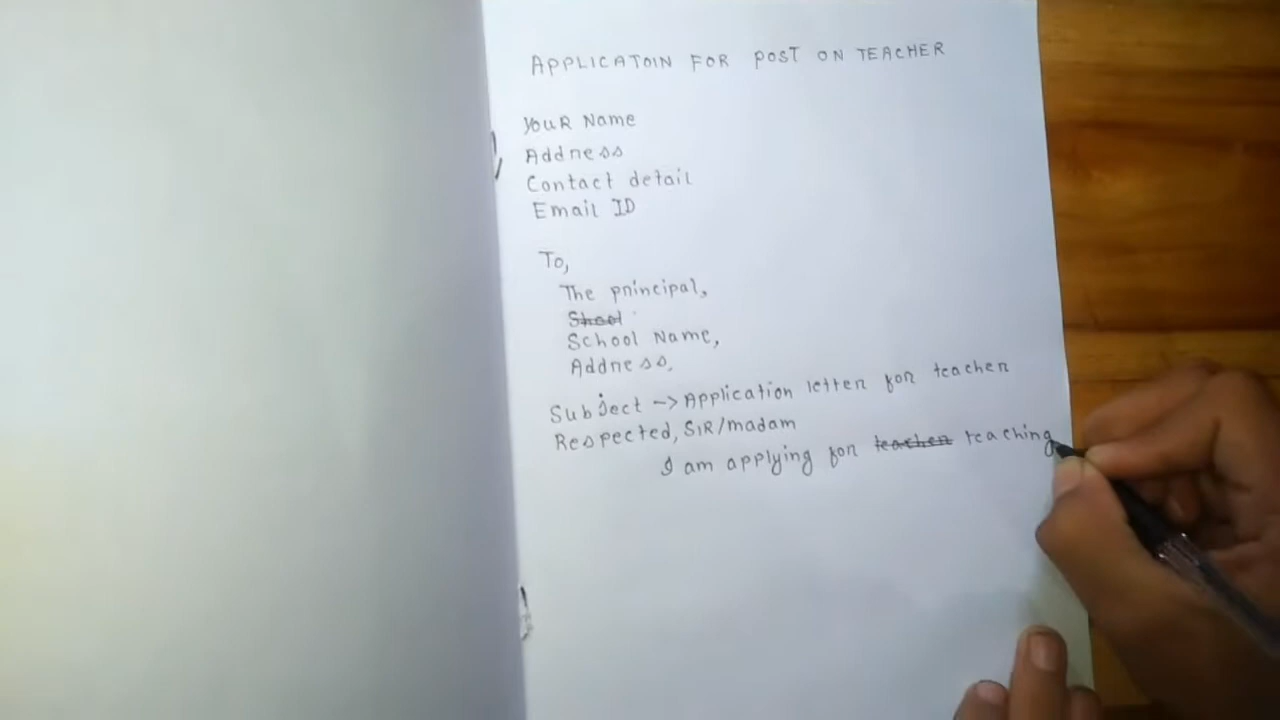 APPLICATOIN FOR POST ON TEACHER
YOUR Name
Address
Contact detail
Email ID
To,
The principal,
Shool
School Name,
Address,
Subject -> Application letter for teacher
Respected, SIR/madam
I am applying for teacher teaching